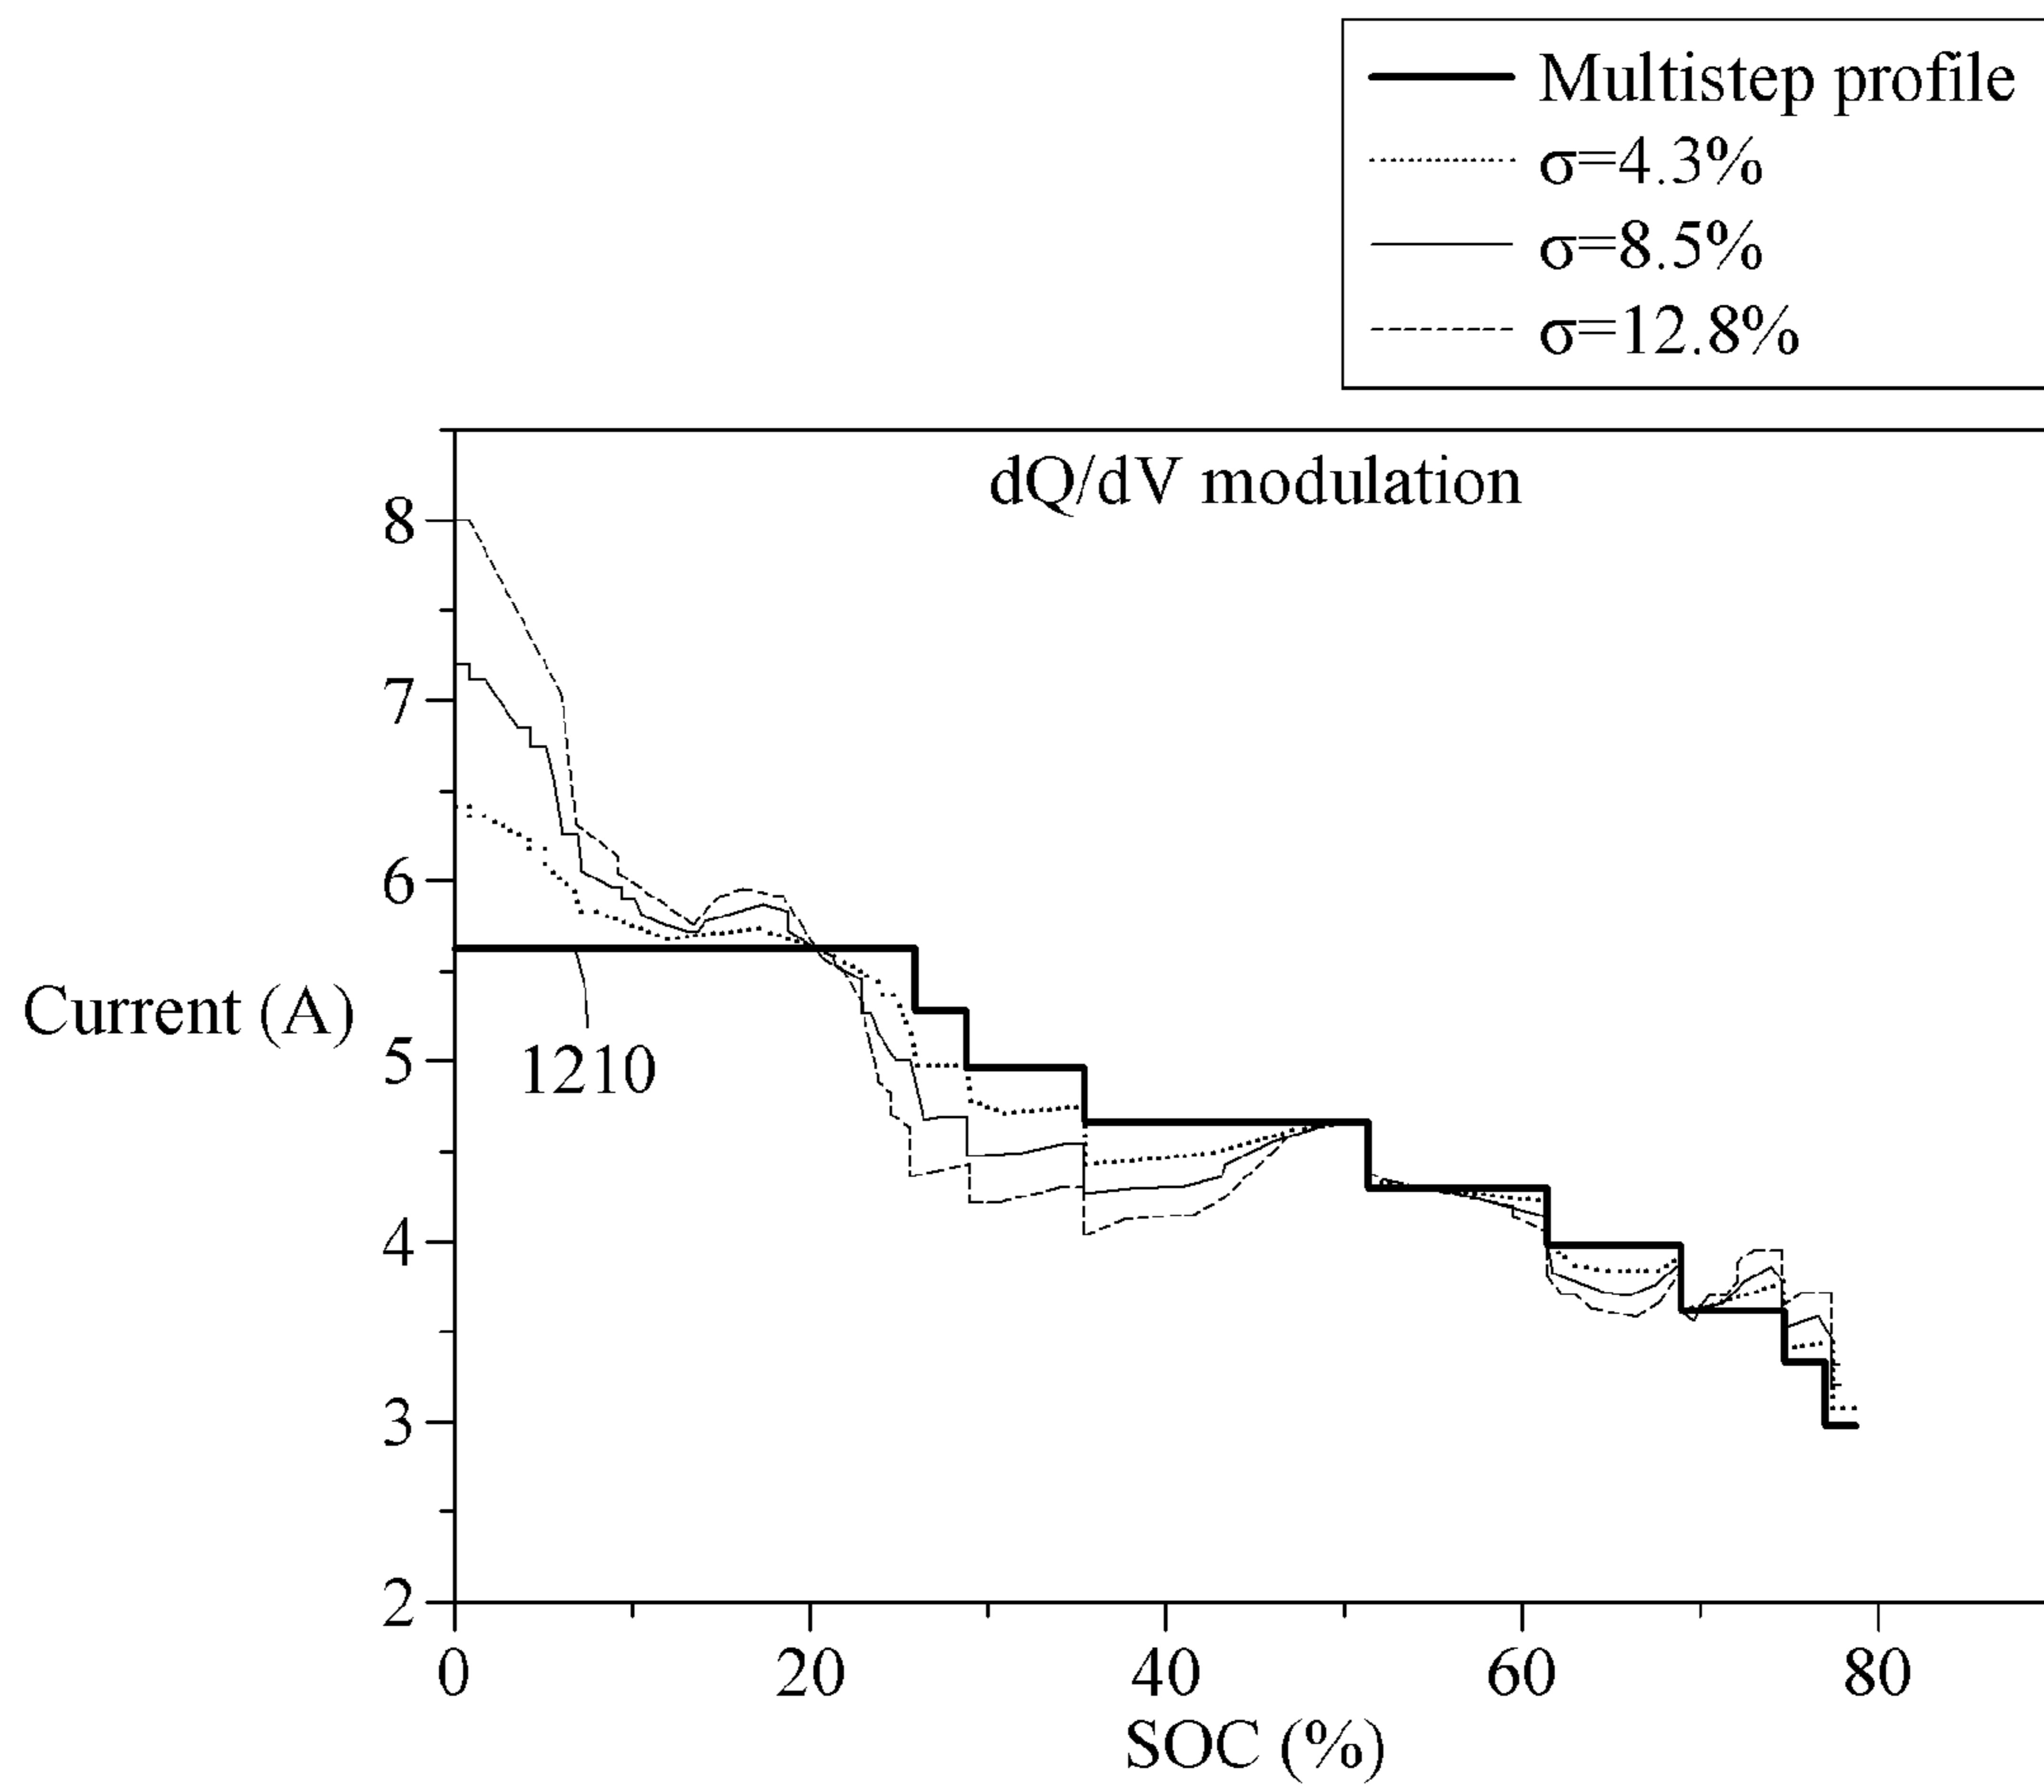 Multistep profile
σ=4.3%
σ=8.5%
σ=12.8%
dQ/dV modulation
8
7
6
5
4
3
2
Current (A)
1210
0 20 40 60 80
SOC (%)